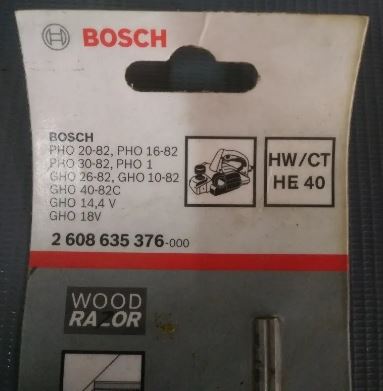 BOSCH
BOSCH
PHO 20-82, PHO 16-82
PHO 30-82, PHO 1
GHO 26-82, GHO 10-82
GHO 40-82C
GHO 14,4 V
GHO 18V
HW/CT
HE 40
2 608 635 376-000
WOOD
RAZOR